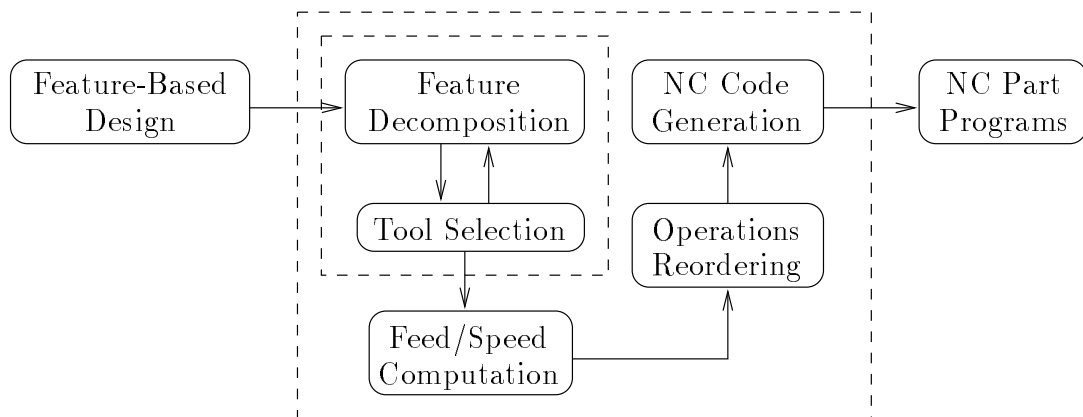 Feature-Based
Design
Feature
Decomposition
Tool Selection
Feed/Speed
Computation
Operations
Reordering
NC Code
Generation
NC Part
Programs